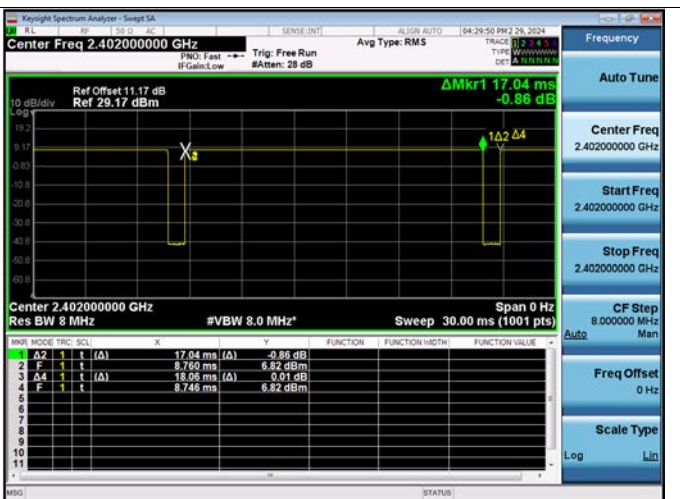 Keysight Spectrum Analyzer - Swept SA
RL RF 50 Ω AC SENSE:INT ALIGN AUTO 04:29:50 PM 2 29, 2024
Center Freq 2.402000000 GHz
PNO: Fast
IFGain:Low
Trig: Free Run
#Atten: 28 dB
Avg Type: RMS
TRACE 1 2 3 4 5 6
TYPE
DET A NNNNN
Ref Offset 11.17 dB
Ref 29.17 dBm
10 dB/div
Log
ΔMkr1 17.04 ms
-0.86 dB
19.2
9.17
-0.83
-10.8
-20.8
-30.8
-40.8
-60.8
1Δ2 Δ4
X
Center 2.402000000 GHz
Span 0 Hz
Res BW 8 MHz
#VBW 8.0 MHz*
Sweep 30.00 ms (1001 pts)
MKR MODE TRC SCL X Y FUNCTION FUNCTION WIDTH FUNCTION VALUE
1 Δ2 1 t (Δ) 17.04 ms (Δ) -0.86 dB
2 F 1 t 8.760 ms 6.82 dBm
3 Δ4 1 t (Δ) 18.06 ms (Δ) 0.01 dB
4 F 1 t 8.746 ms 6.82 dBm
5
6
7
8
9
10
11
MSG
STATUS
Frequency
Auto Tune
Center Freq
2.402000000 GHz
Start Freq
2.402000000 GHz
Stop Freq
2.402000000 GHz
CF Step
8.000000 MHz
Auto Man
Freq Offset
0 Hz
Scale Type
Log Lin